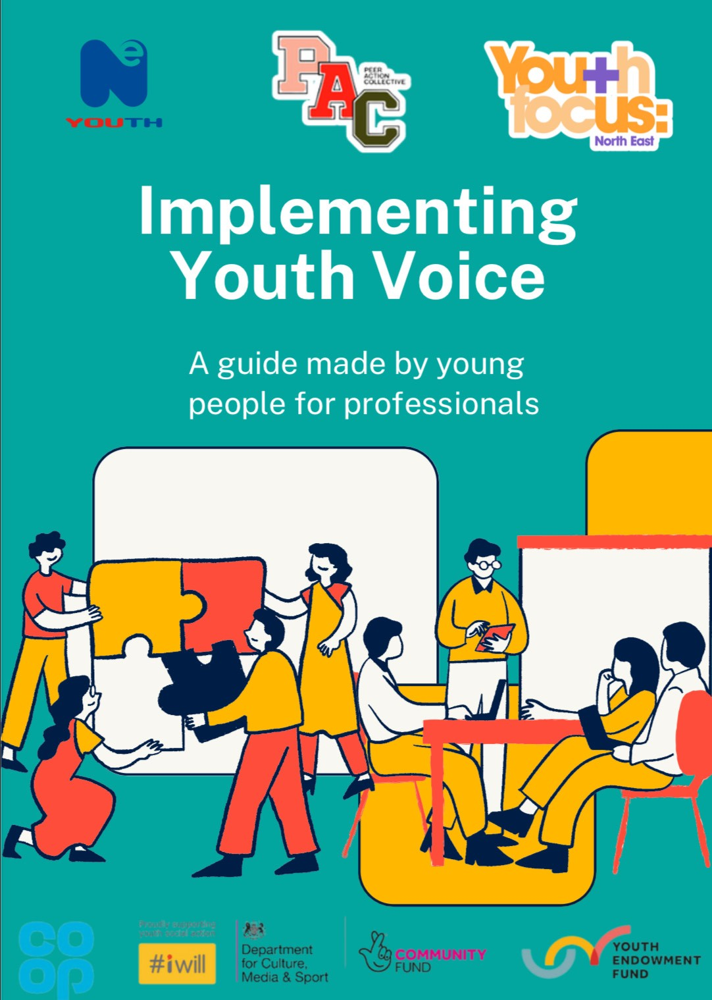 Ne
YOUTH
PAC
PEER
ACTION
COLLECTIVE
Youth
focus:
North East
Implementing
Youth Voice
A guide made by young
people for professionals
co
op
Proudly supporting
youth social action
#iwill
Department
for Culture,
Media & Sport
COMMUNITY
FUND
YOUTH
ENDOWMENT
FUND